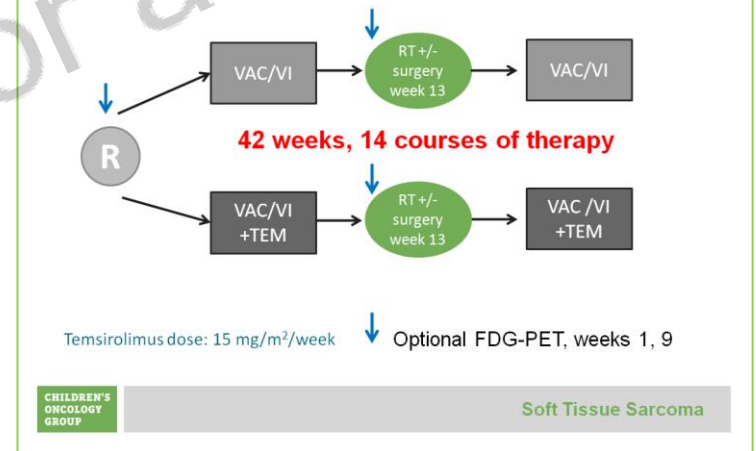 VAC/VI
RT +/-
surgery
week 13
VAC/VI
R
42 weeks, 14 courses of therapy
VAC/VI
+TEM
RT +/-
surgery
week 13
VAC /VI
+TEM
Temsirolimus dose: 15 mg/m²/week
Optional FDG-PET, weeks 1, 9
CHILDREN'S
ONCOLOGY
GROUP
Soft Tissue Sarcoma